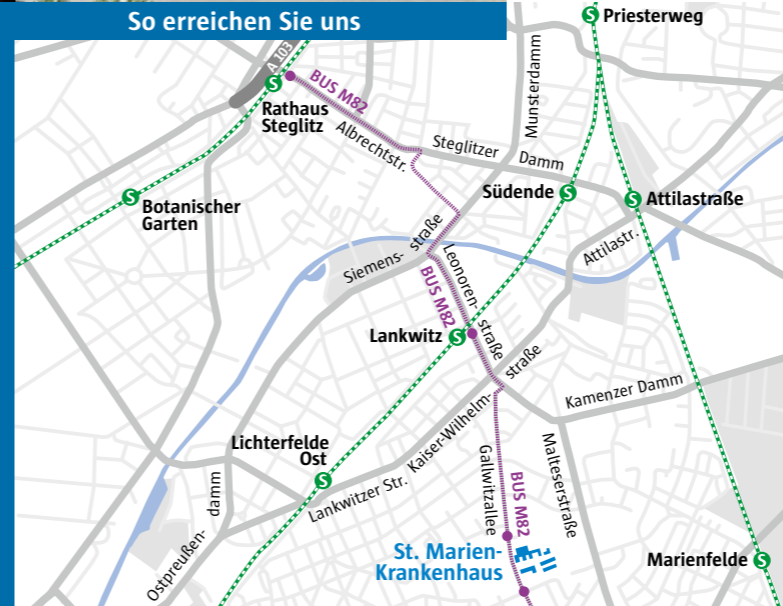 So erreichen Sie uns
Priesterweg
A 103
BUS M82
Munsterdamm
Rathaus
Steglitz
Albrechtstr.
Steglitzer Damm
Südende
Attilastraße
Botanischer
Garten
Siemens-
straße
Attilastr.
Leonoren-
straße
BUS M82
Lankwitz
straße
Kaiser-Wilhelm-
Kamenzer Damm
Lichterfelde
Ost
Lankwitzer Str.
Gallwitzallee
BUS M82
Malteserstraße
Ostpreußen-
damm
St. Marien-
Krankenhaus
Marienfelde
S
S
S
S
S
S
S
S